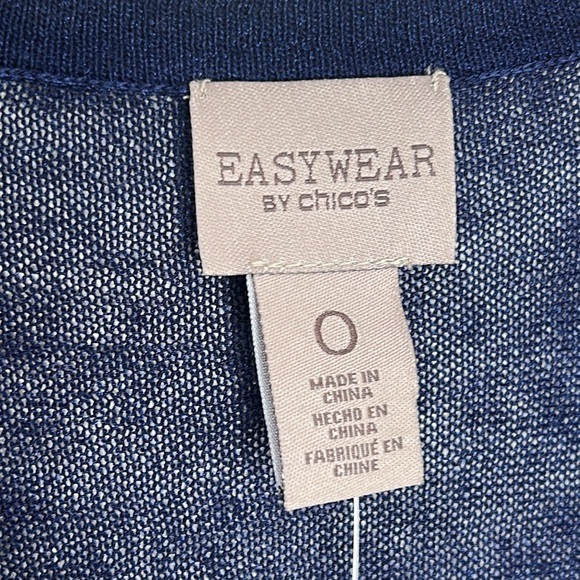 EASYWEAR
BY chico's
0
MADE IN
CHINA
HECHO EN
CHINA
FABRIQUÉ EN
CHINE